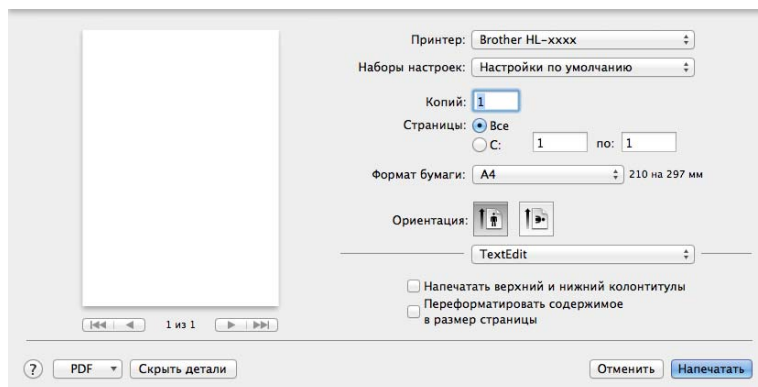 Принтер: Brother HL-xxxx
Наборы настроек: Настройки по умолчанию
Копий: 1
Страницы: Все
С: 1 по: 1
Формат бумаги: A4 210 на 297 мм
Ориентация:
TextEdit
Напечатать верхний и нижний колонтитулы
Переформатировать содержимое
в размер страницы
1 из 1
? PDF Скрыть детали Отменить Напечатать